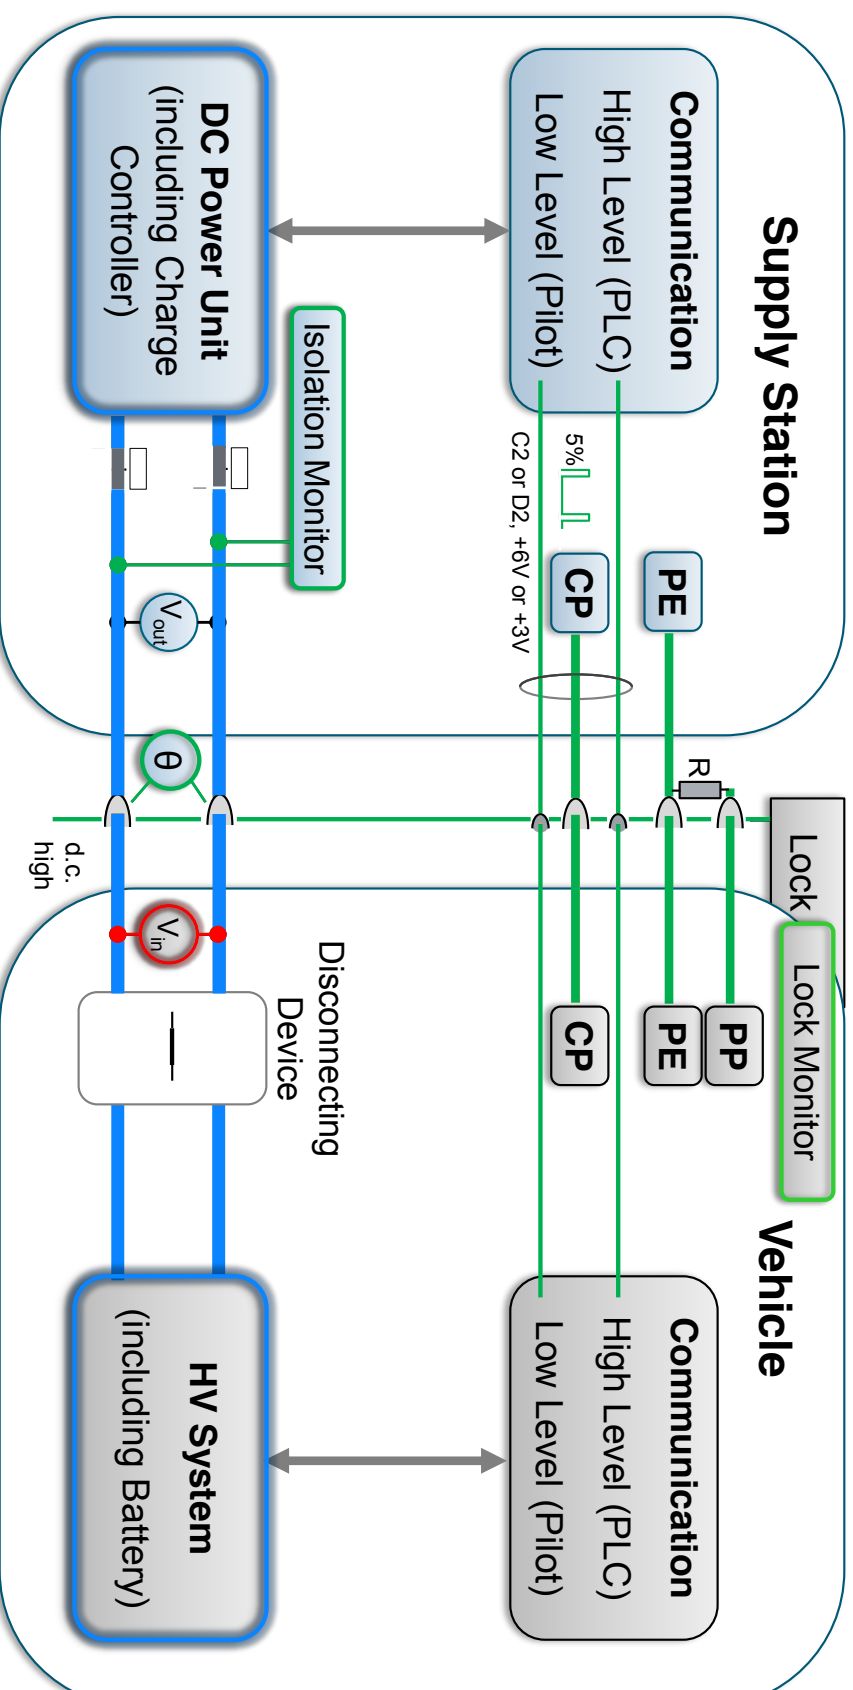 Supply Station
Communication
High Level (PLC)
Low Level (Pilot)
DC Power Unit
(including Charge
Controller)
Isolation Monitor
5%
C2 or D2, +6V or +3V
PE
CP
Vout
R
θ
d.c.
high
Lock
Lock Monitor
Vehicle
PP
PE
CP
Vin
Disconnecting
Device
Communication
High Level (PLC)
Low Level (Pilot)
HV System
(including Battery)